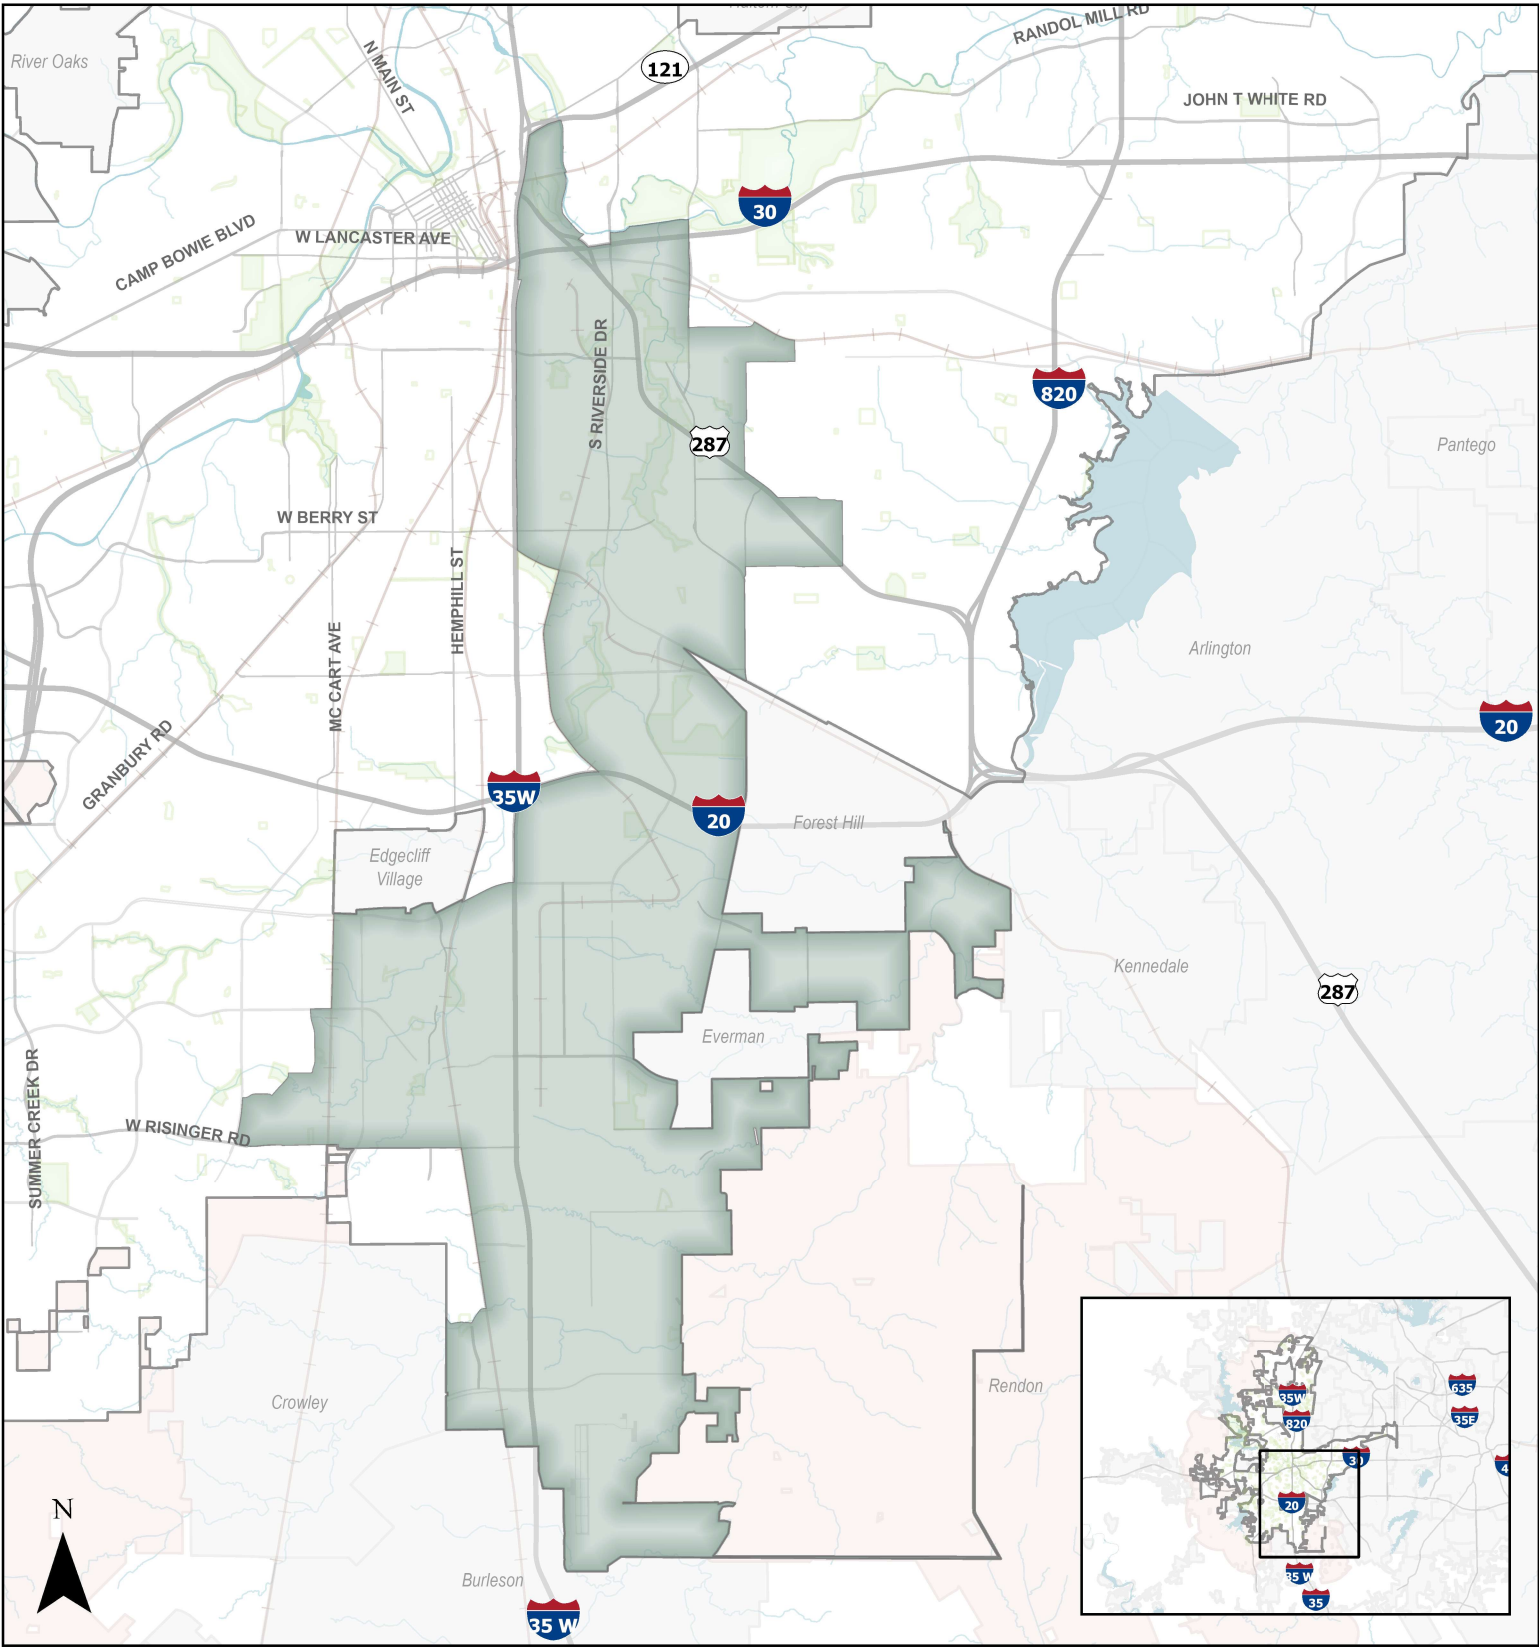 River Oaks
N MAIN ST
121
RANDOL MILL RD
JOHN T WHITE RD
30
CAMP BOWIE BLVD
W LANCASTER AVE
S RIVERSIDE DR
820
287
Pantego
W BERRY ST
HEMPHILL ST
MC CART AVE
Arlington
20
GRANBURY RD
35W
20
Forest Hill
Edgecliff
Village
Kennedale
287
Everman
SUMMER CREEK DR
W RISINGER RD
Rendon
Crowley
N
Burleson
35 W
35W
820
635
35E
30
20
35 W
35